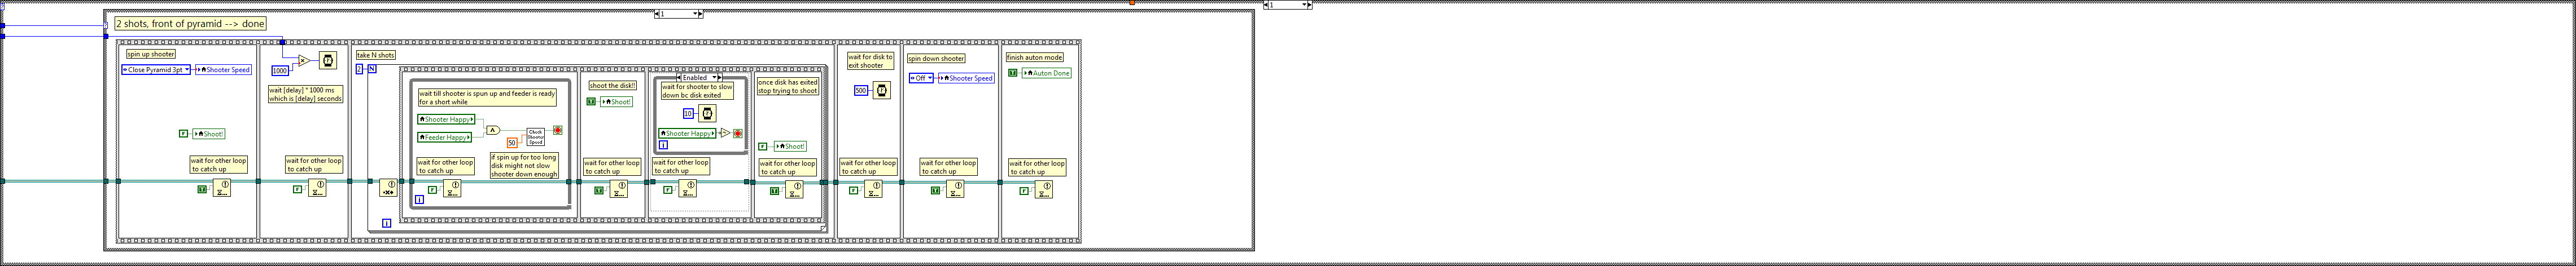 1
1
2 shots, front of pyramid --> done
spin up shooter
Close Pyramid 3pt
Shooter Speed
F
Shoot!
wait for other loop
to catch up
T
1000
x
wait [delay] * 1000 ms
which is [delay] seconds
wait for other loop
to catch up
F
take N shots
2
N
i
wait till shooter is spun up and feeder is ready
for a short while
Shooter Happy
Feeder Happy
50
Check
Shooter
Speed
if spin up for too long
disk might not slow
shooter down enough
wait for other loop
to catch up
F
i
shoot the disk!!
T
Shoot!
wait for other loop
to catch up
T
Enabled
wait for shooter to slow
down bc disk exited
10
Shooter Happy
i
wait for other loop
to catch up
F
once disk has exited
stop trying to shoot
F
Shoot!
wait for other loop
to catch up
T
wait for disk to
exit shooter
500
wait for other loop
to catch up
F
spin down shooter
Off
Shooter Speed
wait for other loop
to catch up
T
finish auton mode
T
Auton Done
wait for other loop
to catch up
F